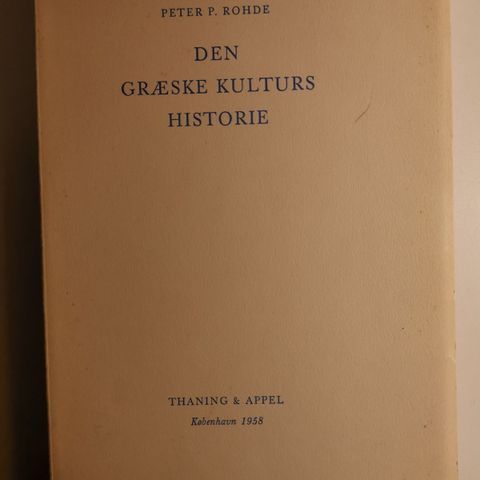 PETER P. ROHDE
DEN
GRÆSKE KULTURS
HISTORIE
THANING & APPEL
København 1958